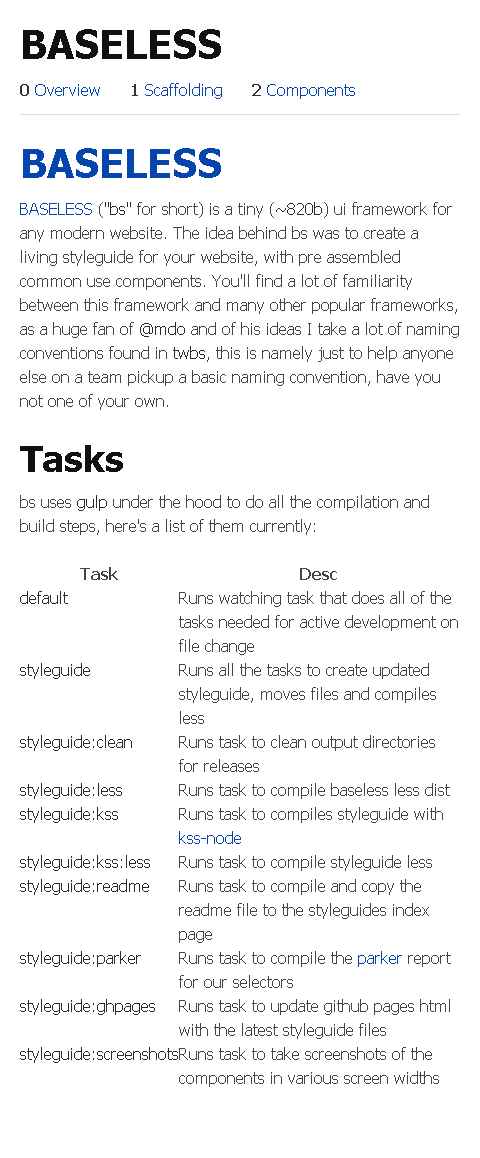 BASELESS
0 Overview 1 Scaffolding 2 Components
BASELESS
BASELESS ("bs" for short) is a tiny (~820b) ui framework for
any modern website. The idea behind bs was to create a
living styleguide for your website, with pre assembled
common use components. You'll find a lot of familiarity
between this framework and many other popular frameworks,
as a huge fan of @mdo and of his ideas I take a lot of naming
conventions found in twbs, this is namely just to help anyone
else on a team pickup a basic naming convention, have you
not one of your own.
Tasks
bs uses gulp under the hood to do all the compilation and
build steps, here's a list of them currently:
Task Desc
default Runs watching task that does all of the
tasks needed for active development on
file change
styleguide Runs all the tasks to create updated
styleguide, moves files and compiles
less
styleguide:clean Runs task to clean output directories
for releases
styleguide:less Runs task to compile baseless less dist
styleguide:kss Runs task to compiles styleguide with
kss-node
styleguide:kss:less Runs task to compile styleguide less
styleguide:readme Runs task to compile and copy the
readme file to the styleguides index
page
styleguide:parker Runs task to compile the parker report
for our selectors
styleguide:ghpages Runs task to update github pages html
with the latest styleguide files
styleguide:screenshots Runs task to take screenshots of the
components in various screen widths